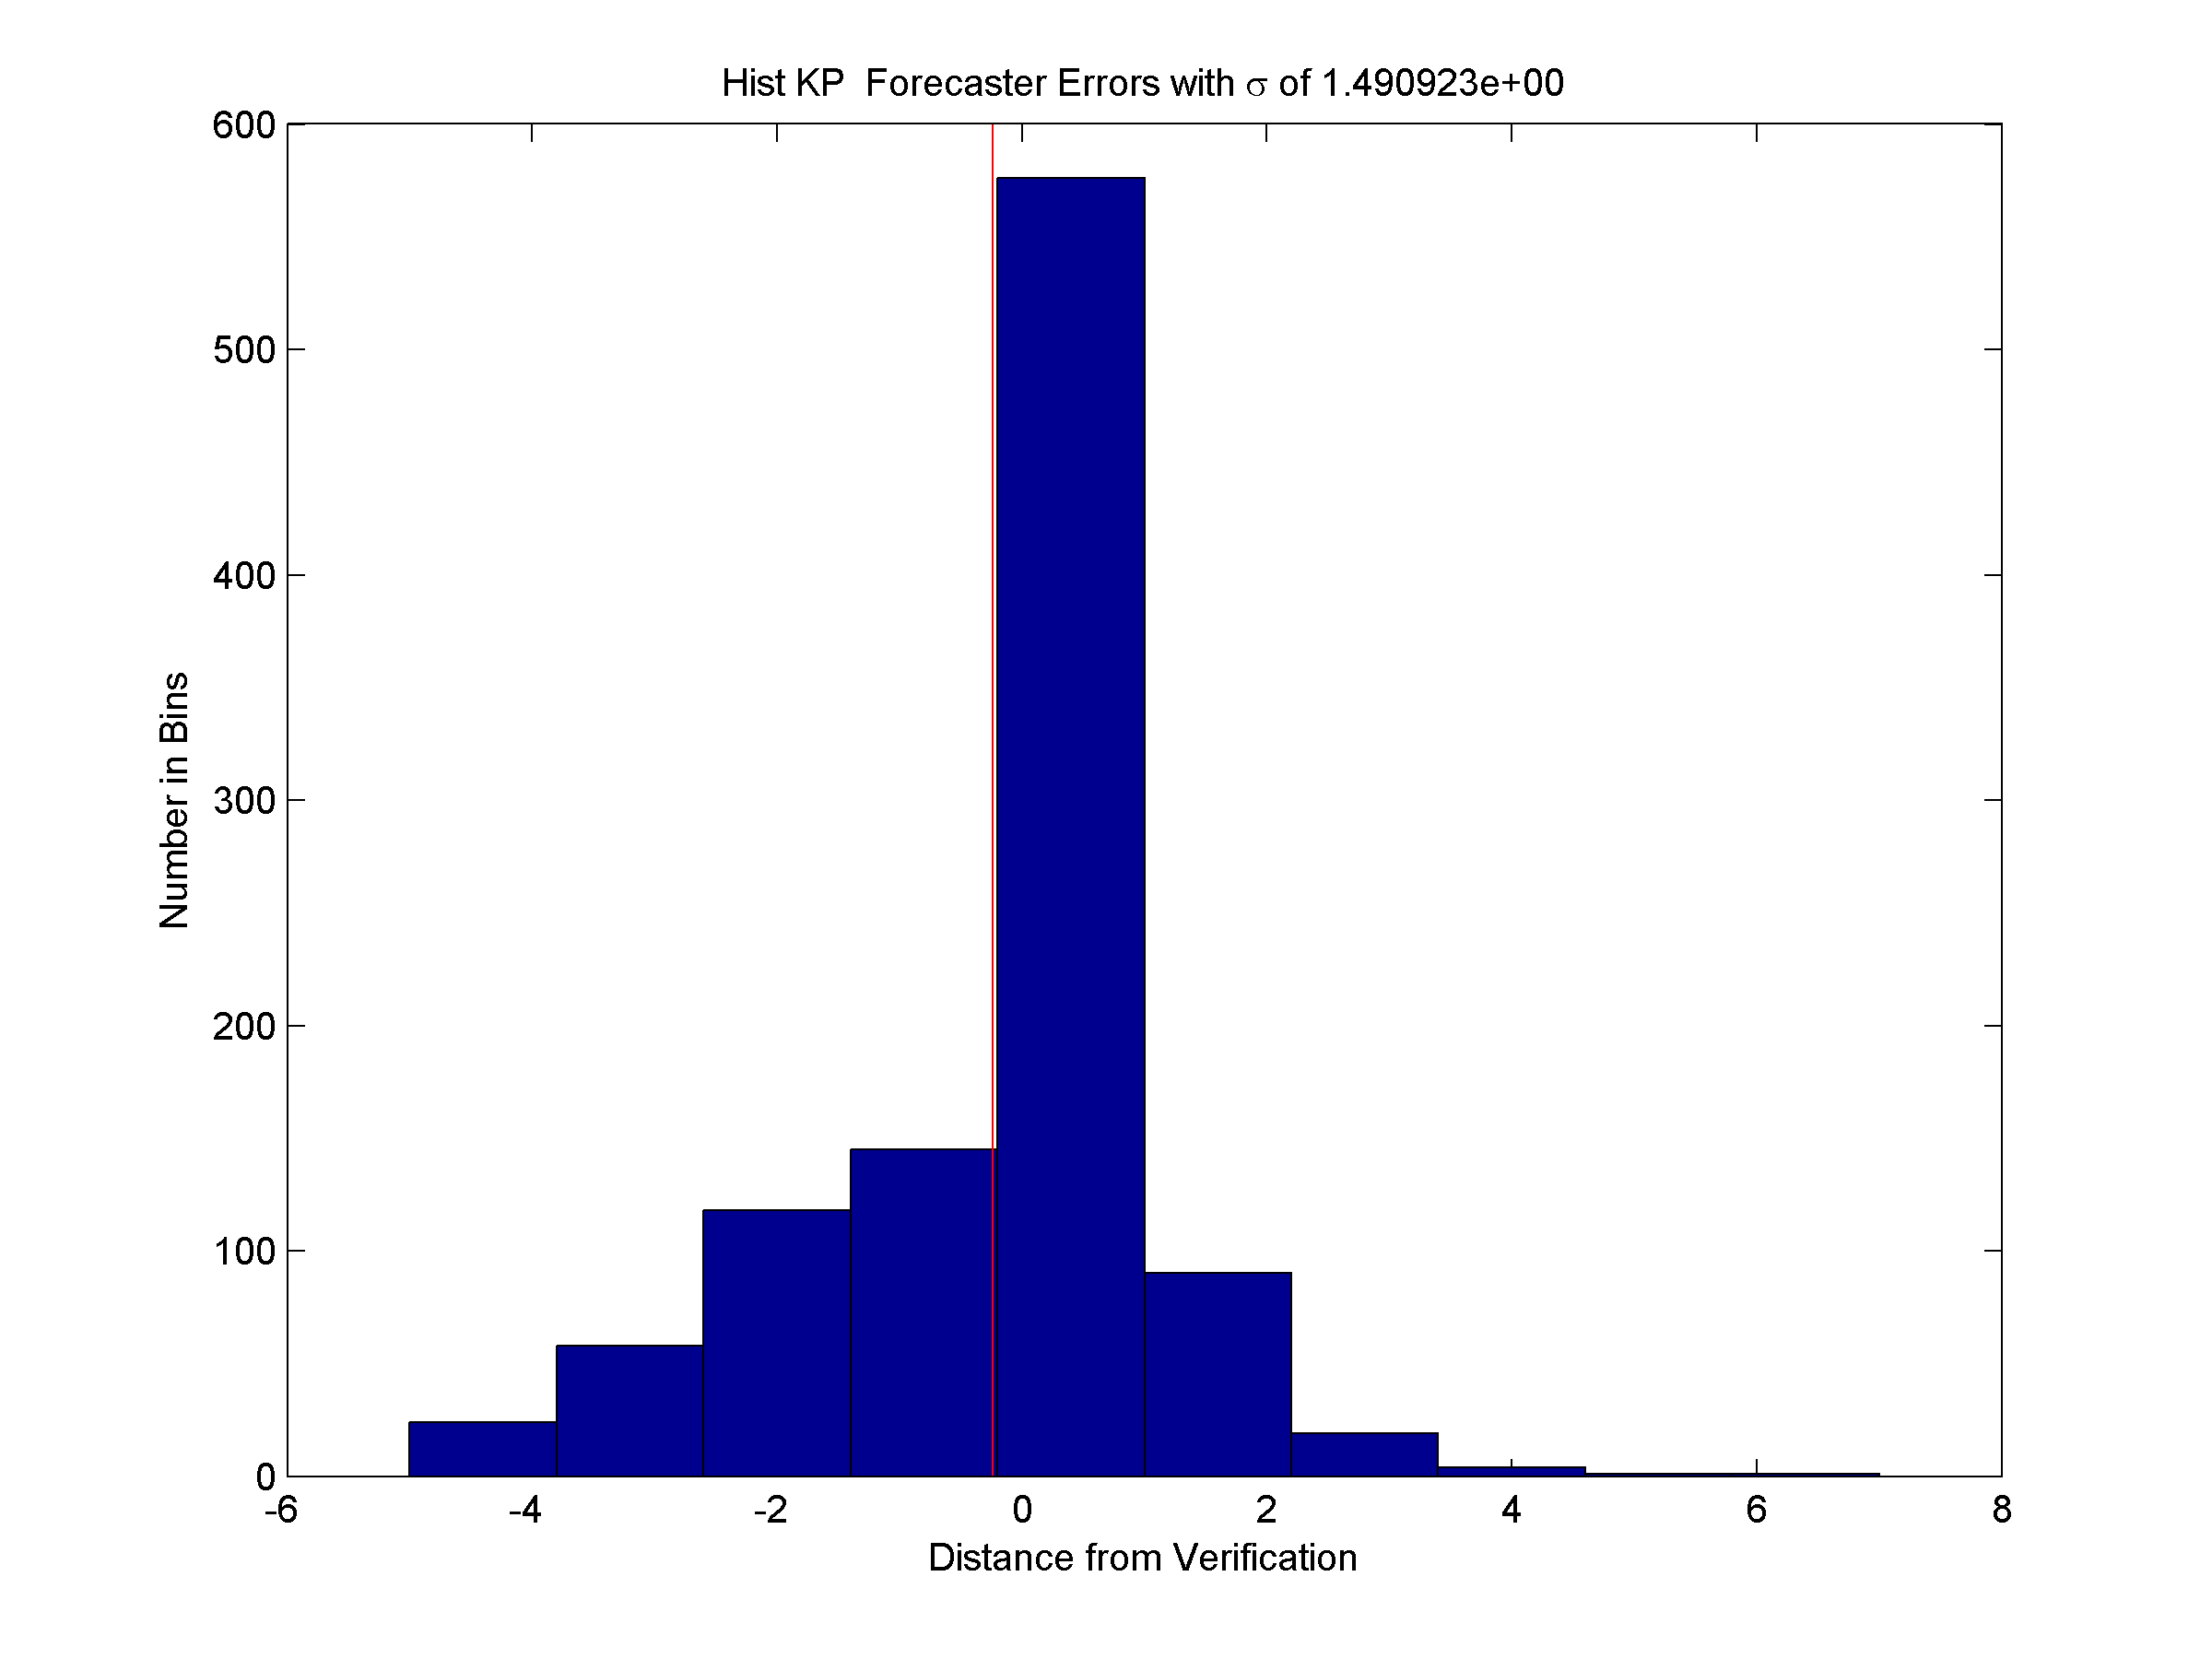 Hist KP  Forecaster Errors with σ of 1.490923e+00
600
500
400
300
200
100
0
Number in Bins
-6 -4 -2 0 2 4 6 8
Distance from Verification